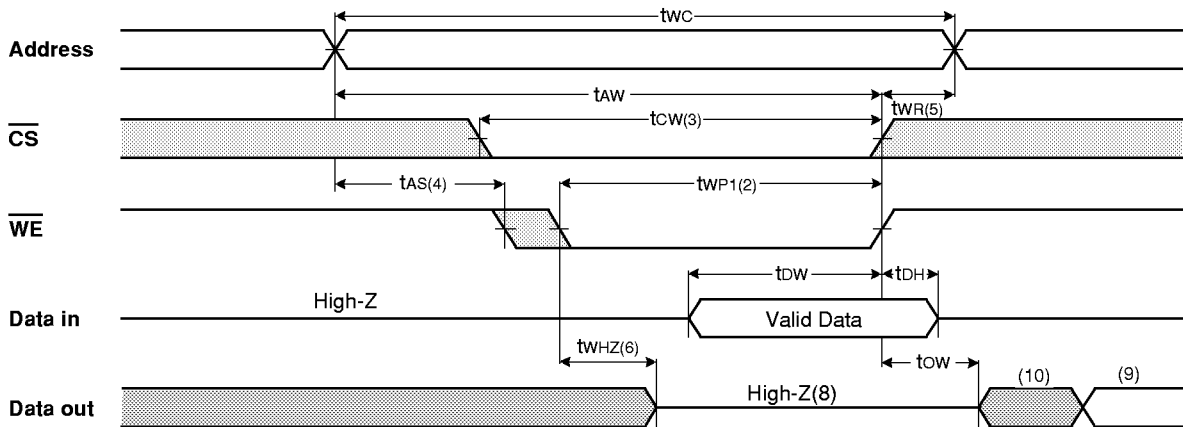 tWC
Address
tAW
tWR(5)
tCW(3)
CS
tAS(4)
tWP1(2)
WE
tDW
tDH
High-Z
Data in
Valid Data
tWHZ(6)
tOW
(10)
(9)
High-Z(8)
Data out